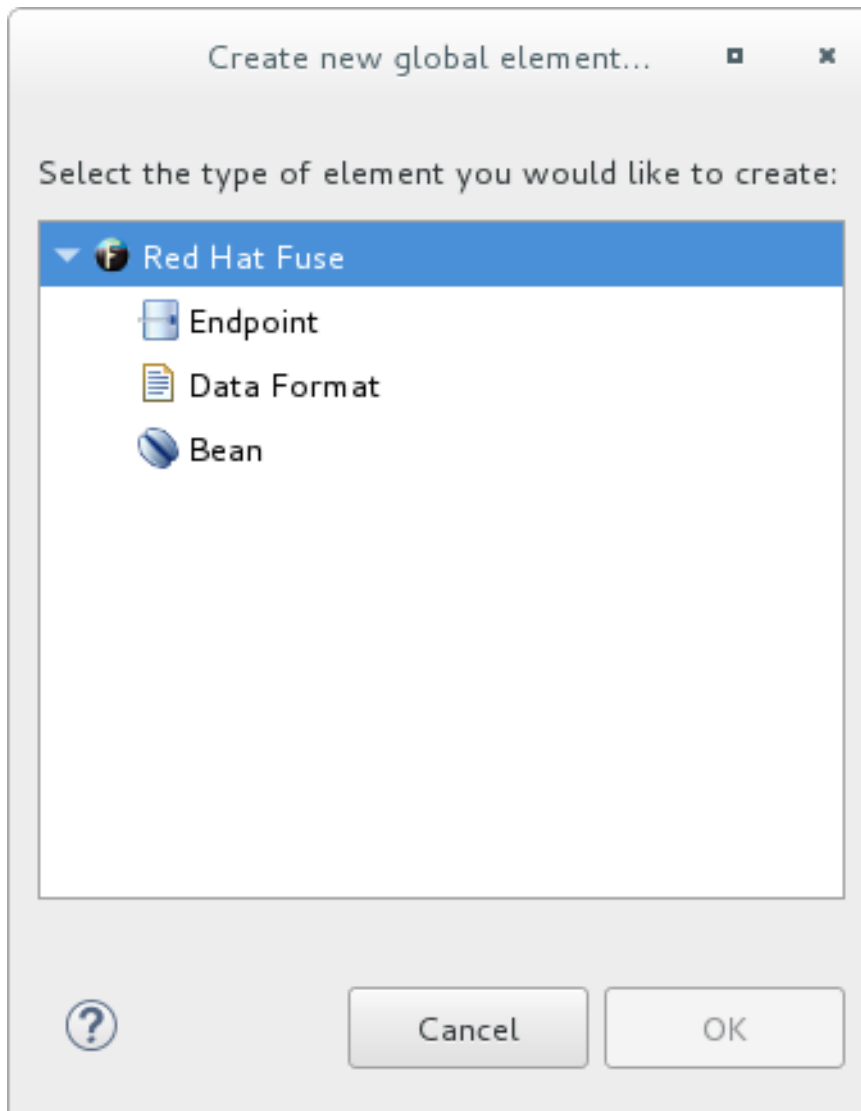 Create new global element...
Select the type of element you would like to create:
F Red Hat Fuse
Endpoint
Data Format
Bean
? Cancel OK